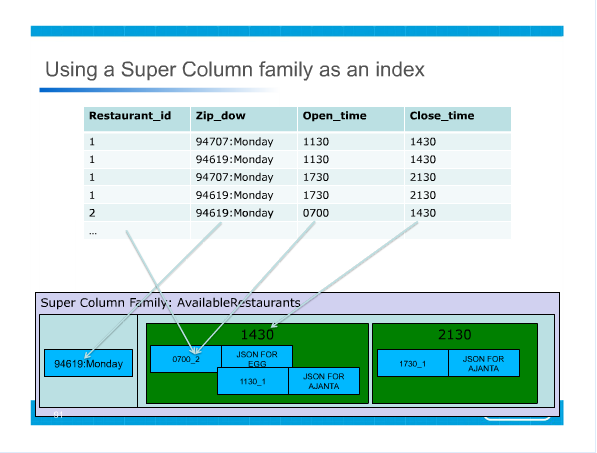 Using a Super Column family as an index
Restaurant_id Zip_dow Open_time Close_time
1 94707:Monday 1130 1430
1 94619:Monday 1130 1430
1 94707:Monday 1730 2130
1 94619:Monday 1730 2130
2 94619:Monday 0700 1430
...
Super Column Family: AvailableRestaurants
1430 2130
94619:Monday
0700_2
JSON FOR
EGG
1130_1
JSON FOR
AJANTA
1730_1
JSON FOR
AJANTA
81